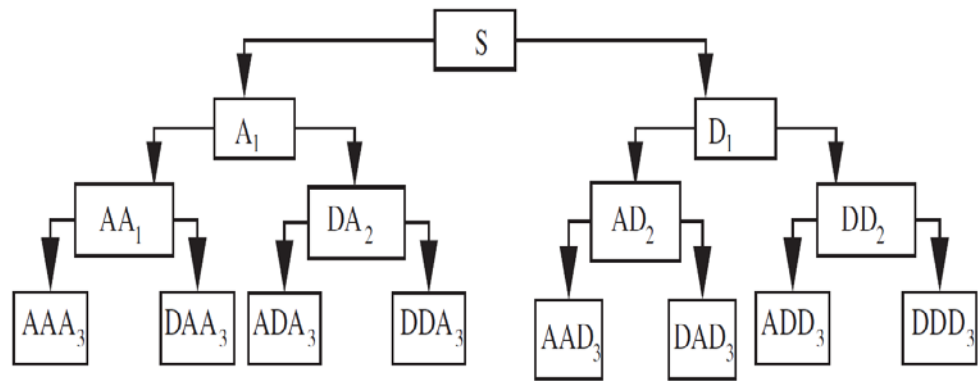 S
A₁ D₁
AA₁ DA₂ AD₂ DD₂
AAA₃ DAA₃ ADA₃ DDA₃ AAD₃ DAD₃ ADD₃ DDD₃